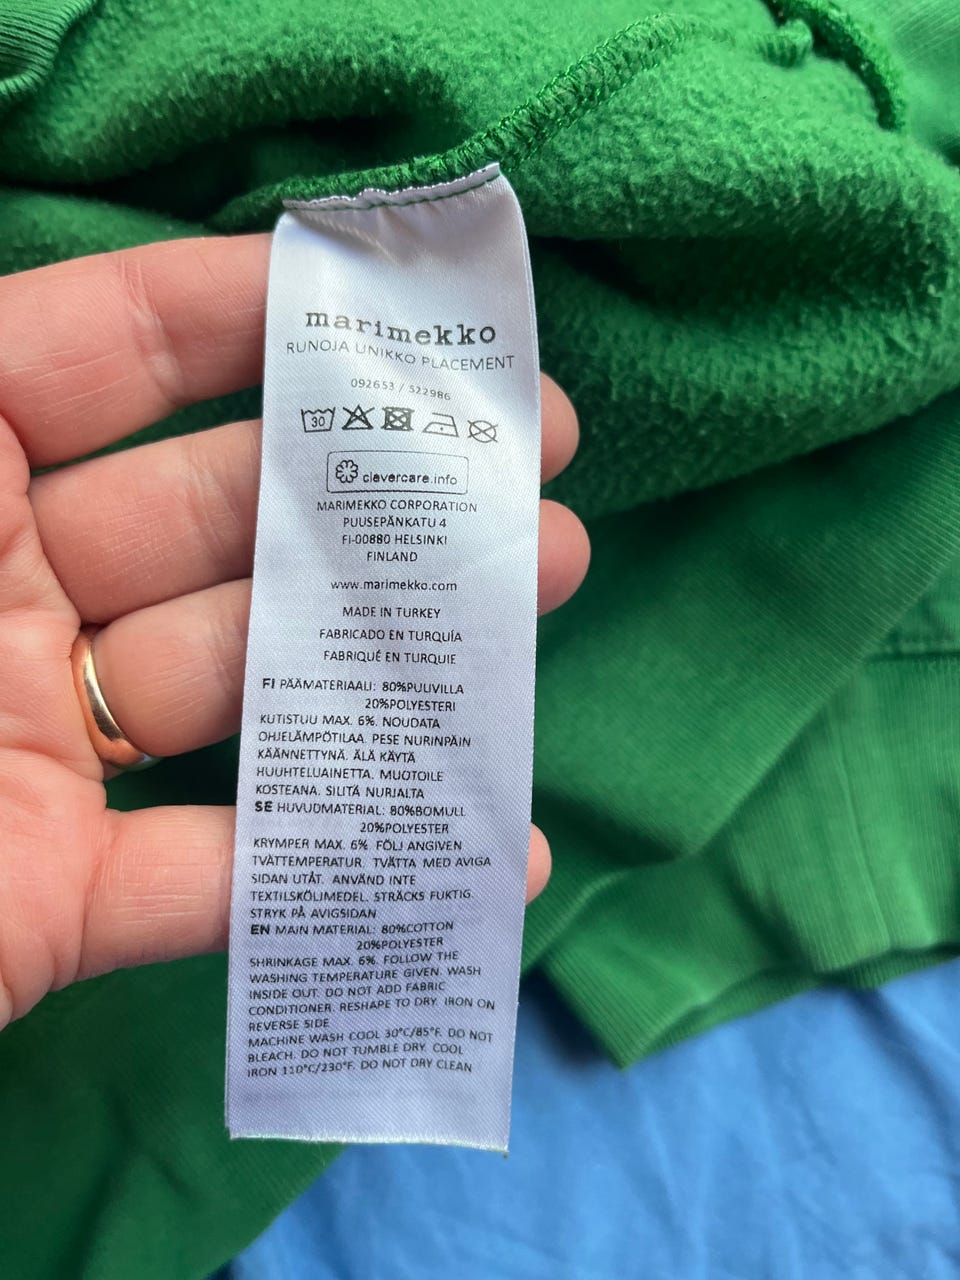 marimekko
RUNOJA UNIKKO PLACEMENT
092653 / 522986
30
clevercare.info
MARIMEKKO CORPORATION
PUUSEPÄNKATU 4
FI-00880 HELSINKI
FINLAND
www.marimekko.com
MADE IN TURKEY
FABRICADO EN TURQUÍA
FABRIQUÉ EN TURQUIE
FI PÄÄMATERIAALI: 80%PUUVILLA
20%POLYESTERI
KUTISTUU MAX. 6%. NOUDATA
OHJELÄMPÖTILAA. PESE NURINPÄIN
KÄÄNNETTYNÄ. ÄLÄ KÄYTÄ
HUUHTELUAINETTA. MUOTOILE
KOSTEANA. SILITÄ NURJALTA
SE HUVUDMATERIAL: 80%BOMULL
20%POLYESTER
KRYMPER MAX. 6%. FÖLJ ANGIVEN
TVÄTTEMPERATUR. TVÄTTA MED AVIGA
SIDAN UTÅT. ANVÄND INTE
TEXTILSKÖLJMEDEL. STRÄCKS FUKTIG.
STRYK PÅ AVIGSIDAN
EN MAIN MATERIAL: 80%COTTON
20%POLYESTER
SHRINKAGE MAX. 6%. FOLLOW THE
WASHING TEMPERATURE GIVEN. WASH
INSIDE OUT. DO NOT ADD FABRIC
CONDITIONER. RESHAPE TO DRY. IRON ON
REVERSE SIDE
MACHINE WASH COOL 30°C/85°F. DO NOT
BLEACH. DO NOT TUMBLE DRY. COOL
IRON 110°C/230°F. DO NOT DRY CLEAN